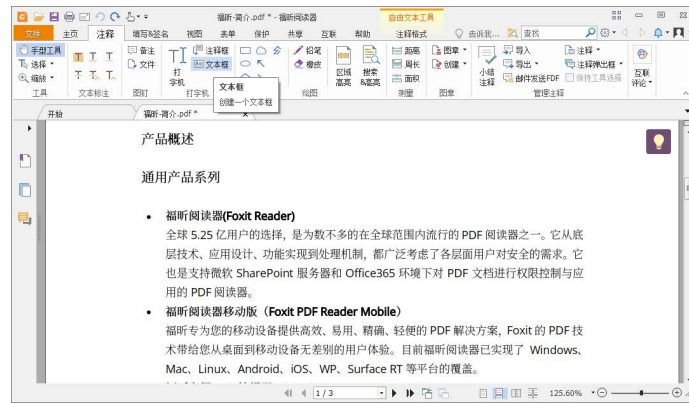 福昕-简介.pdf * - 福昕阅读器
自由文本工具
文件 主页 注释 填写&签名 视图 表单 保护 共享 互联 帮助 注释格式 告诉我... 查找
手型工具
选择
缩放
工具
文本标注
备注
文件
图钉
打字机
注释框
文本框
打字机
铅笔
橡皮
绘图
区域高亮
搜索&高亮
距离
周长
面积
测量
图章
创建
图章
小结注释
导入
导出
邮件发送FDF
注释
注释弹出框
保持工具选择
管理注释
互联评论
文本框
创建一个文本框
开始 福昕-简介.pdf *
产品概述
通用产品系列
• 福昕阅读器(Foxit Reader)
全球 5.25 亿用户的选择，是为数不多的在全球范围内流行的 PDF 阅读器之一。它从底
层技术、应用设计、功能实现到处理机制，都广泛考虑了各层面用户对安全的需求。它
也是支持微软 SharePoint 服务器和 Office365 环境下对 PDF 文档进行权限控制与应
用的 PDF 阅读器。
• 福昕阅读器移动版（Foxit PDF Reader Mobile）
福昕专为您的移动设备提供高效、易用、精确、轻便的 PDF 解决方案，Foxit 的 PDF 技
术带给您从桌面到移动设备无差别的用户体验。目前福昕阅读器已实现了 Windows、
Mac、Linux、Android、iOS、WP、Surface RT 等平台的覆盖。
1 / 3
125.60%